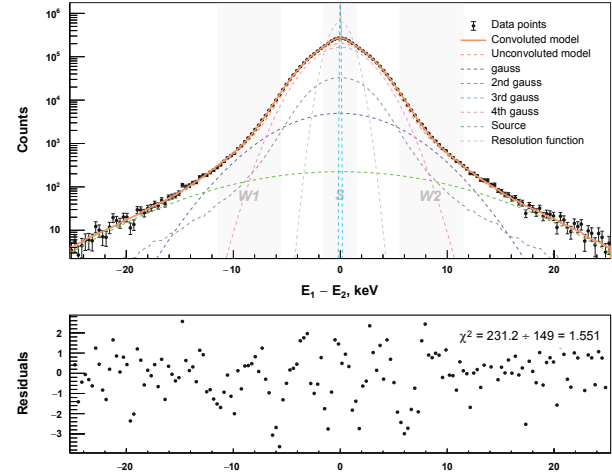 10⁶
10⁵
10⁴
10³
10²
10
Counts
Data points
Convoluted model
Unconvoluted model
gauss
2nd gauss
3rd gauss
4th gauss
Source
Resolution function
W1
S
W2
−20
−10
0
10
20
E₁ − E₂, keV
χ² = 231.2 ÷ 149 = 1.551
2
1
0
−1
−2
−3
Residuals
−20
−10
0
10
20